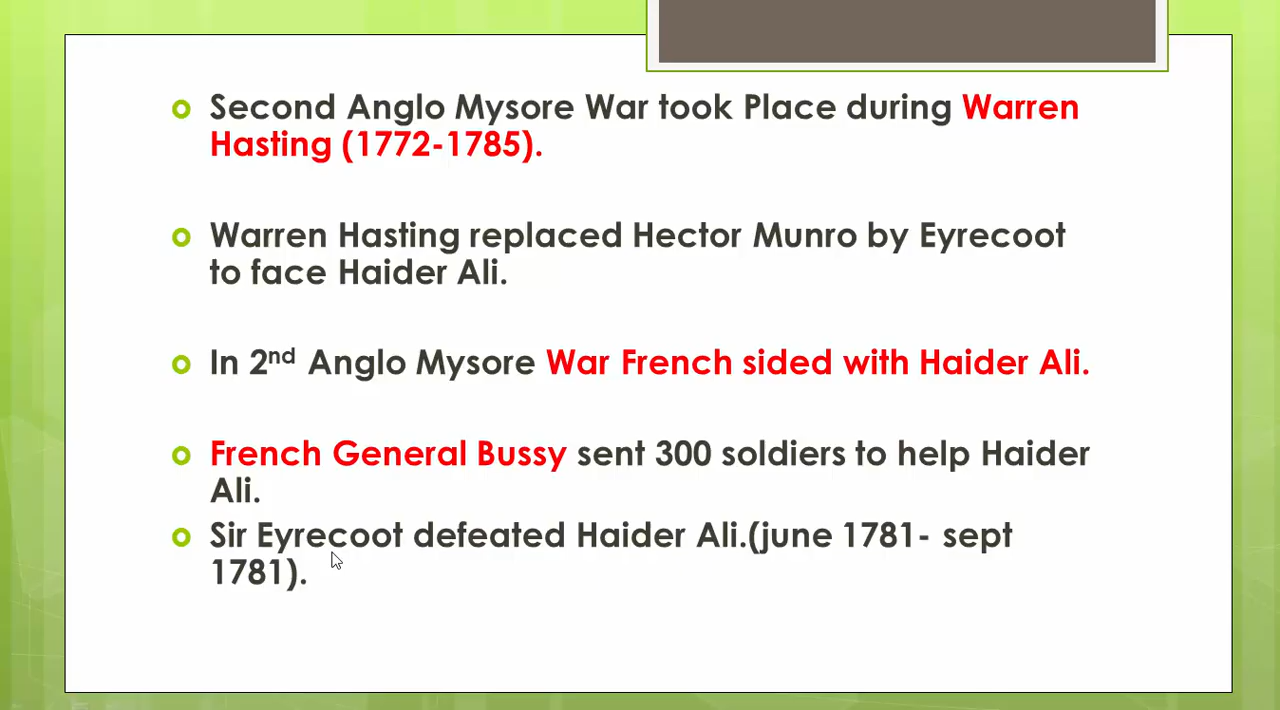 Second Anglo Mysore War took Place during Warren
Hasting (1772-1785).
Warren Hasting replaced Hector Munro by Eyrecoot
to face Haider Ali.
In 2nd Anglo Mysore War French sided with Haider Ali.
French General Bussy sent 300 soldiers to help Haider
Ali.
Sir Eyrecoot defeated Haider Ali.(june 1781- sept
1781).